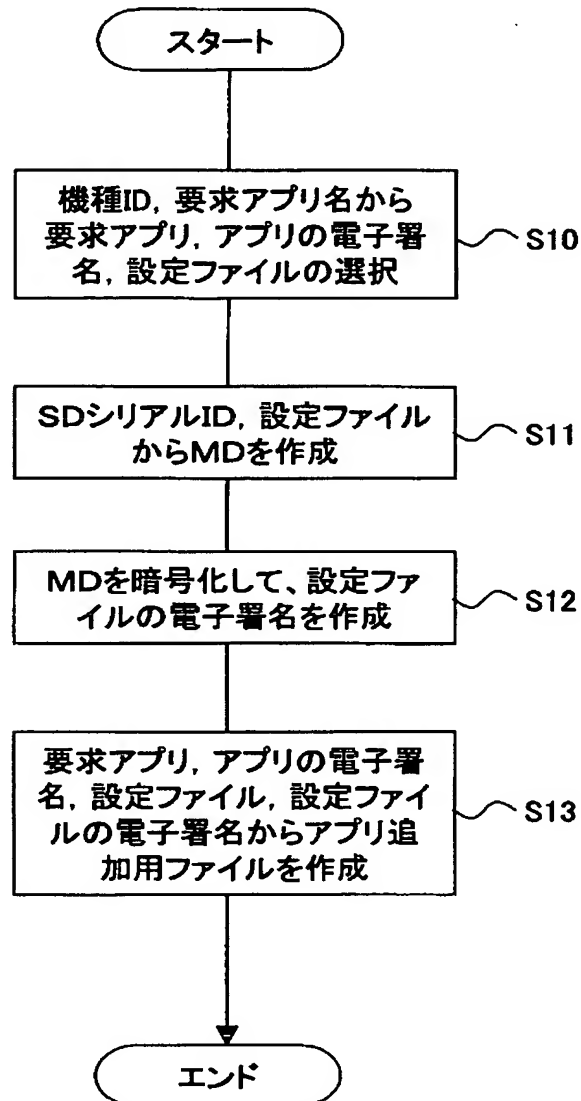 スタート
機種ID, 要求アプリ名から
要求アプリ, アプリの電子署
名, 設定ファイルの選択
S10
SDシリアルID, 設定ファイル
からMDを作成
S11
MDを暗号化して、設定ファ
イルの電子署名を作成
S12
要求アプリ, アプリの電子署
名, 設定ファイル, 設定ファイ
ルの電子署名からアプリ追
加用ファイルを作成
S13
エンド